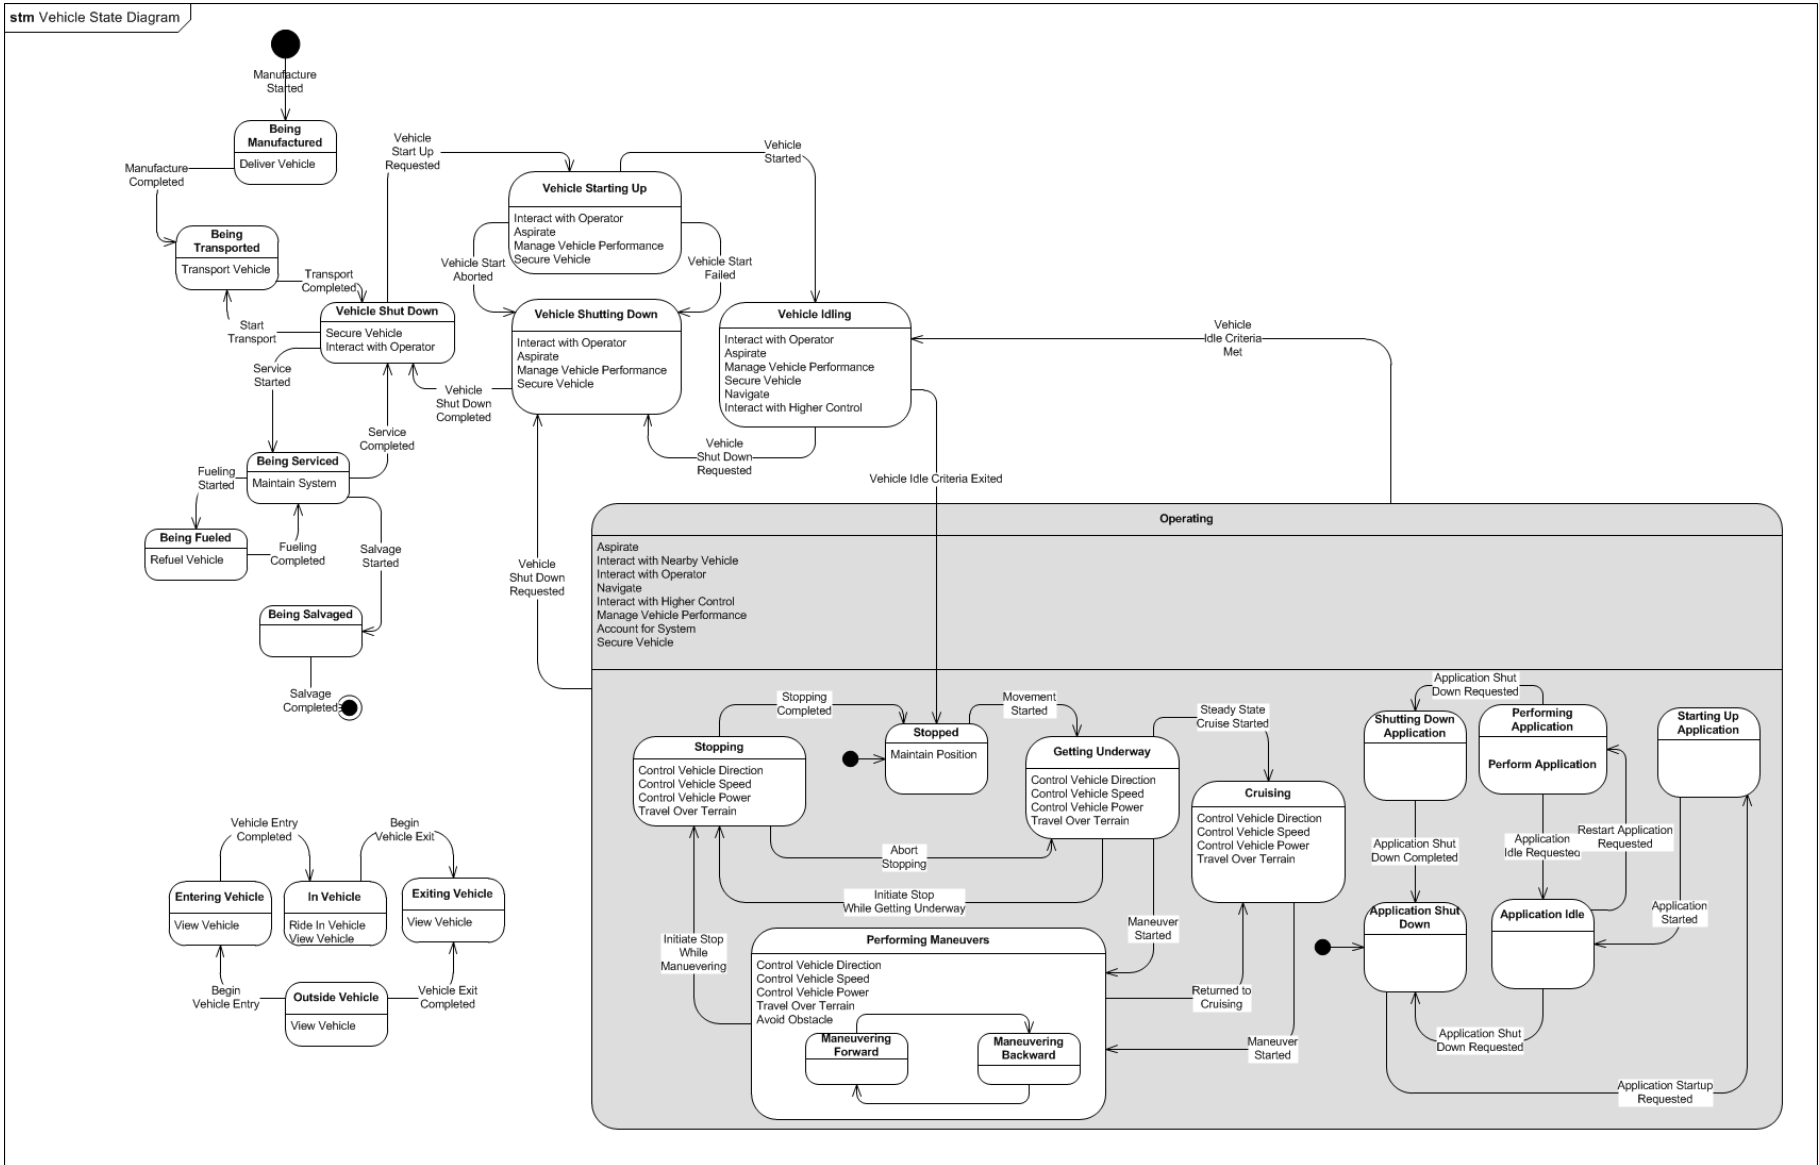 stm Vehicle State Diagram
Manufacture
Started
Being
Manufactured
Deliver Vehicle
Manufacture
Completed
Being
Transported
Transport Vehicle
Transport
Completed
Start
Transport
Vehicle Shut Down
Secure Vehicle
Interact with Operator
Service
Started
Service
Completed
Being Serviced
Maintain System
Fueling
Started
Being Fueled
Refuel Vehicle
Fueling
Completed
Salvage
Started
Being Salvaged
Salvage
Completed
Vehicle
Start Up
Requested
Vehicle Starting Up
Interact with Operator
Aspirate
Manage Vehicle Performance
Secure Vehicle
Vehicle
Started
Vehicle Start
Aborted
Vehicle Start
Failed
Vehicle Shutting Down
Interact with Operator
Aspirate
Manage Vehicle Performance
Secure Vehicle
Vehicle
Shut Down
Completed
Vehicle Idling
Interact with Operator
Aspirate
Manage Vehicle Performance
Secure Vehicle
Navigate
Interact with Higher Control
Vehicle
Shut Down
Requested
Vehicle
Idle Criteria
Met
Vehicle Idle Criteria Exited
Vehicle
Shut Down
Requested
Operating
Aspirate
Interact with Nearby Vehicle
Interact with Operator
Navigate
Interact with Higher Control
Manage Vehicle Performance
Account for System
Secure Vehicle
Stopping
Completed
Stopping
Control Vehicle Direction
Control Vehicle Speed
Control Vehicle Power
Travel Over Terrain
Stopped
Maintain Position
Movement
Started
Getting Underway
Control Vehicle Direction
Control Vehicle Speed
Control Vehicle Power
Travel Over Terrain
Steady State
Cruise Started
Cruising
Control Vehicle Direction
Control Vehicle Speed
Control Vehicle Power
Travel Over Terrain
Abort
Stopping
Initiate Stop
While Getting Underway
Initiate Stop
While
Manuevering
Maneuver
Started
Performing Maneuvers
Control Vehicle Direction
Control Vehicle Speed
Control Vehicle Power
Travel Over Terrain
Avoid Obstacle
Maneuvering
Forward
Maneuvering
Backward
Returned to
Cruising
Maneuver
Started
Application Shut
Down Requested
Shutting Down
Application
Performing
Application
Perform Application
Starting Up
Application
Application Shut
Down Completed
Application
Idle Requested
Restart Application
Requested
Application
Started
Application Shut
Down
Application Idle
Application Shut
Down Requested
Application Startup
Requested
Vehicle Entry
Completed
Begin
Vehicle Exit
Entering Vehicle
View Vehicle
In Vehicle
Ride In Vehicle
View Vehicle
Exiting Vehicle
View Vehicle
Begin
Vehicle Entry
Outside Vehicle
View Vehicle
Vehicle Exit
Completed